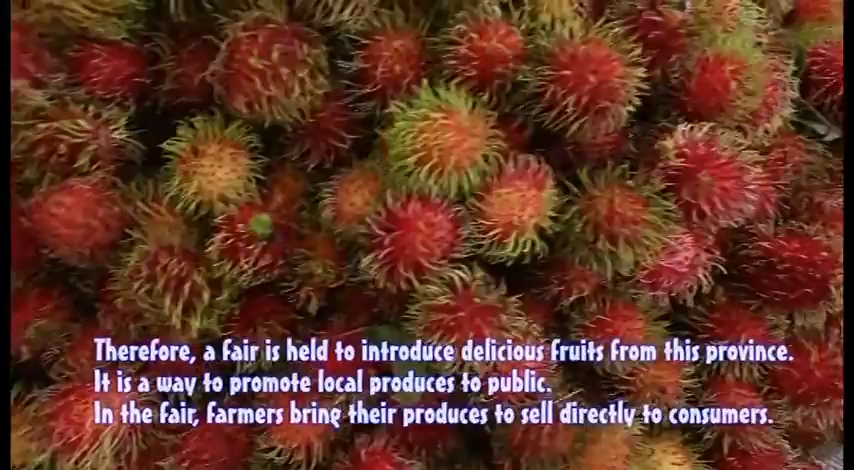 Therefore, a fair is held to introduce delicious fruits from this province.
It is a way to promote local produces to public.
In the fair, farmers bring their produces to sell directly to consumers.